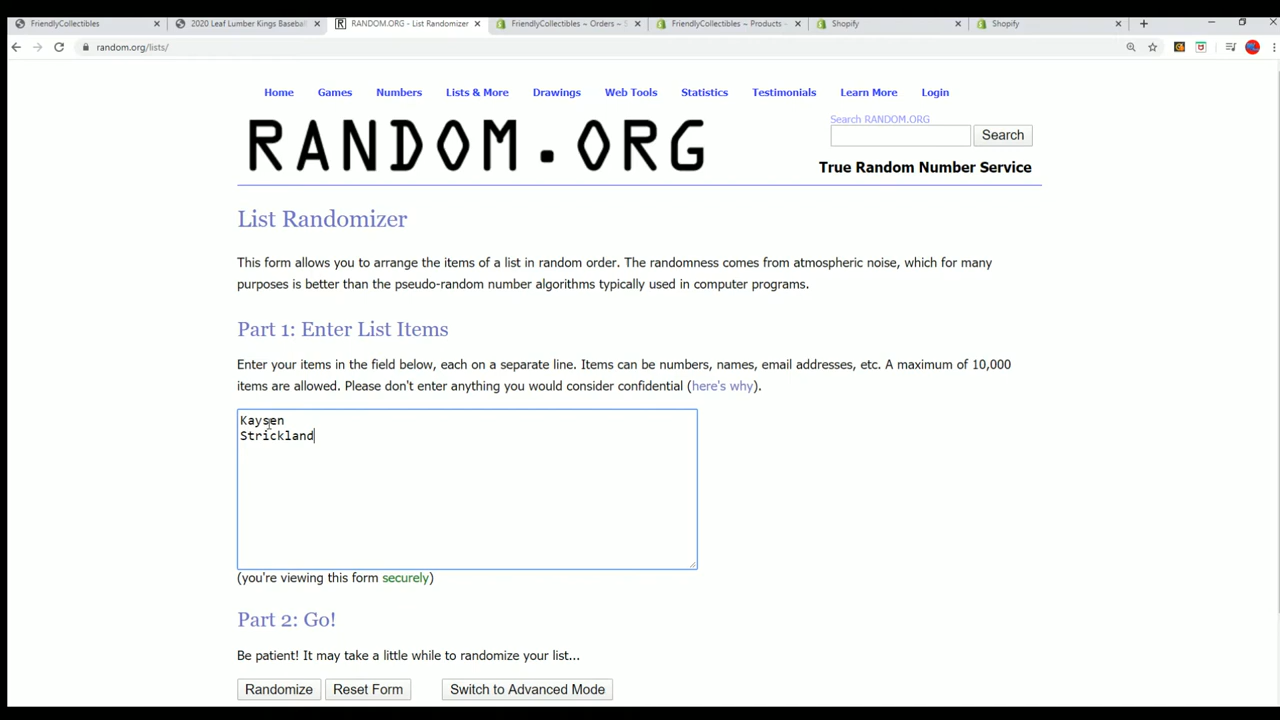 FriendlyCollectibles
2020 Leaf Lumber Kings Baseball
RANDOM.ORG - List Randomizer
FriendlyCollectibles ~ Orders ~ S
FriendlyCollectibles ~ Products ~
Shopify
Shopify
random.org/lists/
Home Games Numbers Lists & More Drawings Web Tools Statistics Testimonials Learn More Login
RANDOM.ORG
Search RANDOM.ORG
Search
True Random Number Service
List Randomizer
This form allows you to arrange the items of a list in random order. The randomness comes from atmospheric noise, which for many
purposes is better than the pseudo-random number algorithms typically used in computer programs.
Part 1: Enter List Items
Enter your items in the field below, each on a separate line. Items can be numbers, names, email addresses, etc. A maximum of 10,000
items are allowed. Please don't enter anything you would consider confidential (here's why).
Kaysen
Strickland
(you're viewing this form securely)
Part 2: Go!
Be patient! It may take a little while to randomize your list...
Randomize Reset Form Switch to Advanced Mode